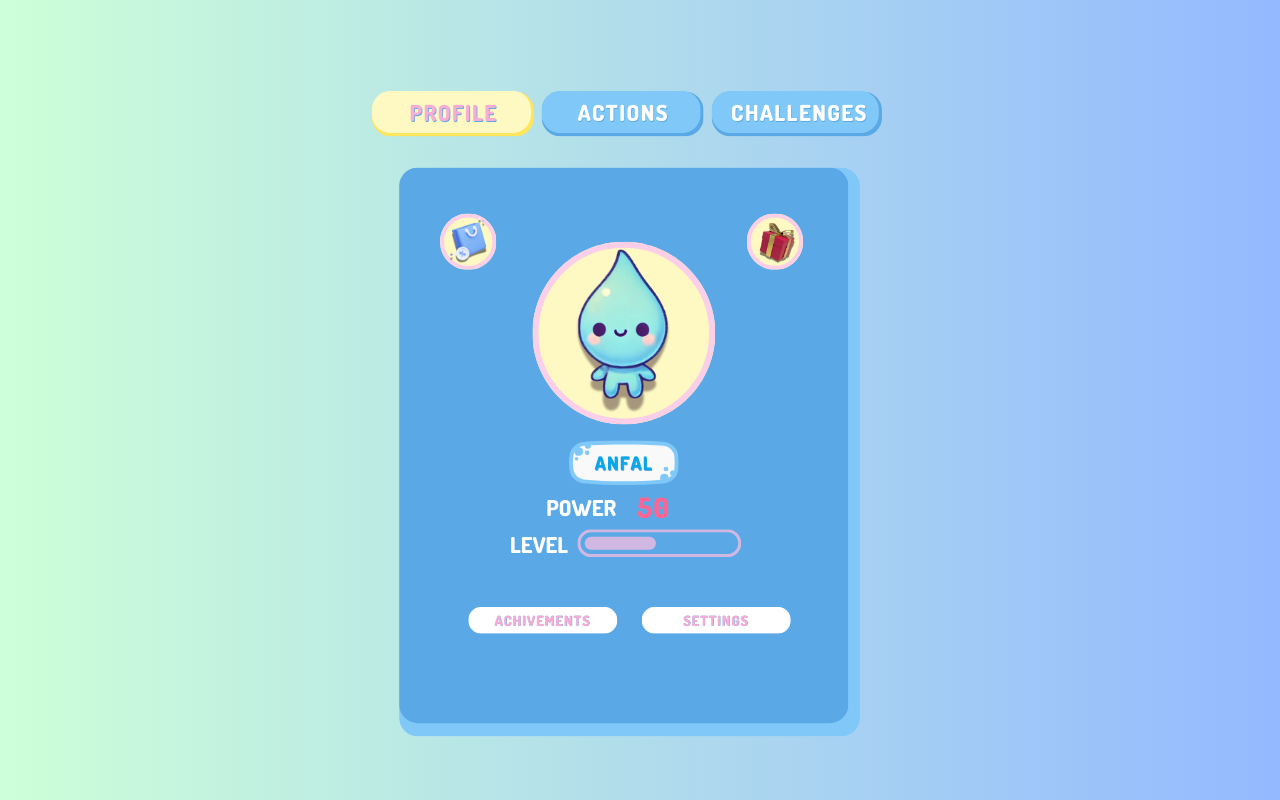 PROFILE
ACTIONS
CHALLENGES
ANFAL
POWER 50
LEVEL
ACHIVEMENTS
SETTINGS